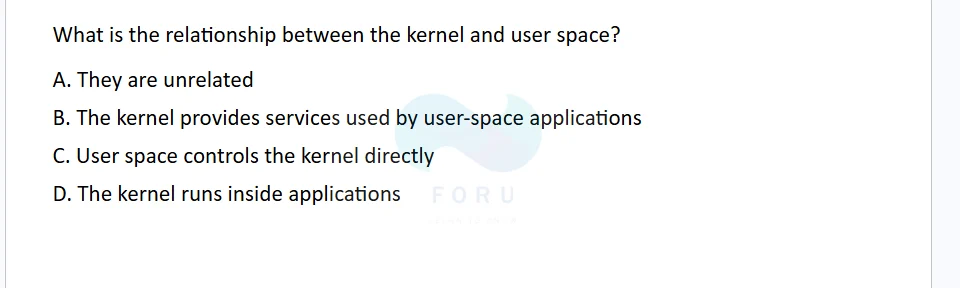 What is the relationship between the kernel and user space?
A. They are unrelated
B. The kernel provides services used by user-space applications
C. User space controls the kernel directly
D. The kernel runs inside applications
FORU